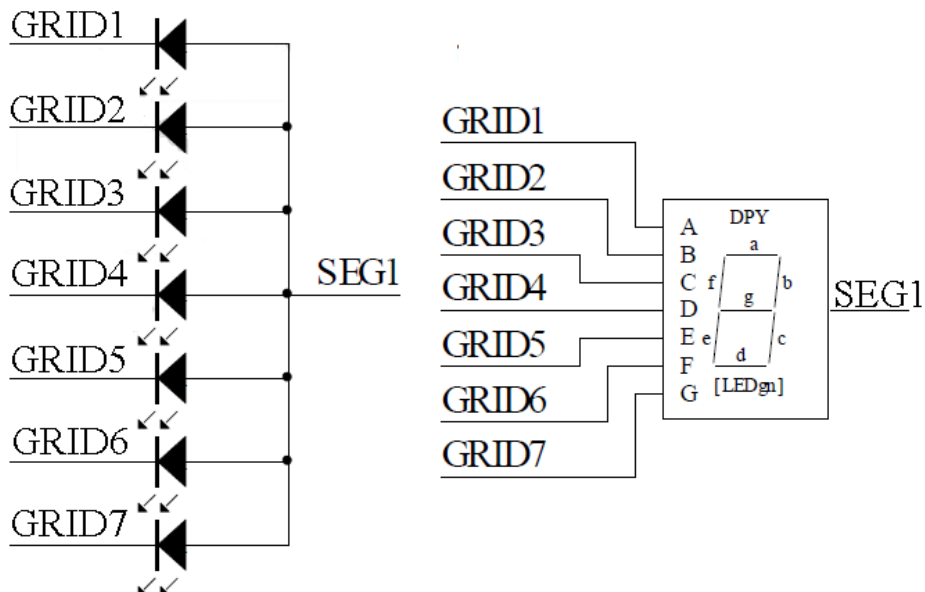 GRID1
GRID2
GRID3
GRID4
GRID5
GRID6
GRID7
SEG1
GRID1
GRID2
GRID3
GRID4
GRID5
GRID6
GRID7
A
B
C
D
E
F
G
DPY
a
f
b
g
e
c
d
[LEDgn]
SEG1